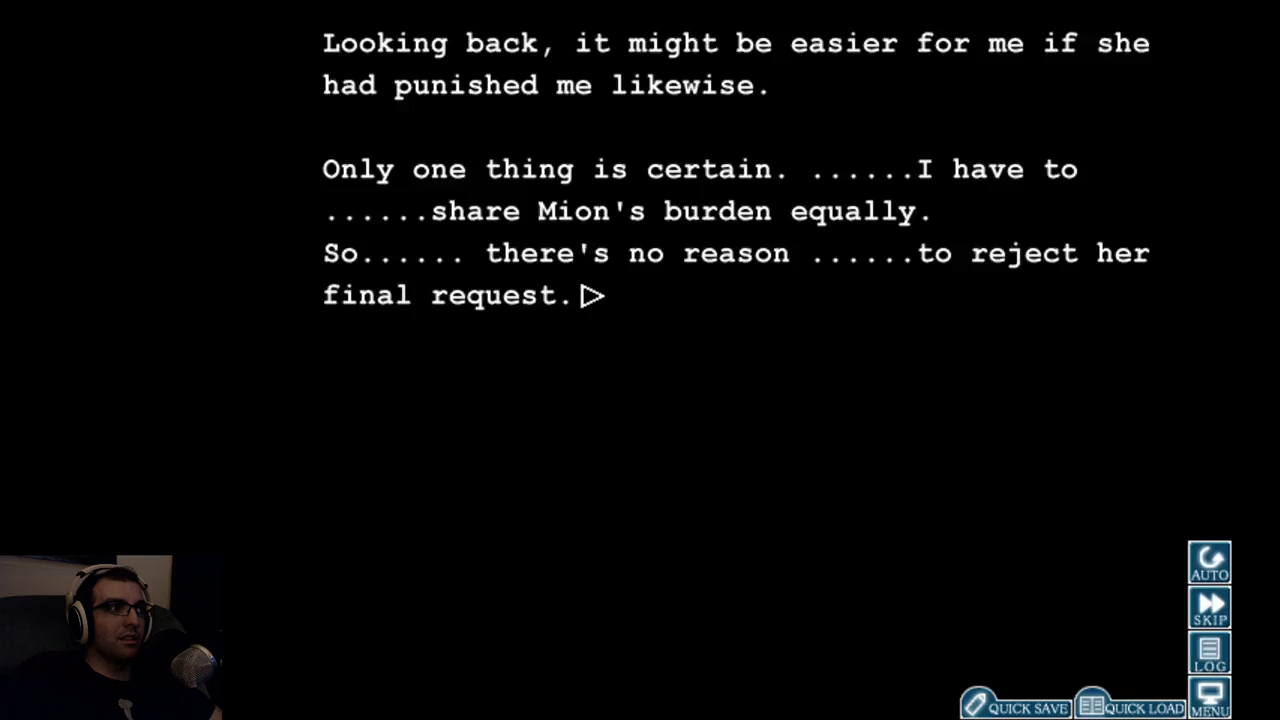 Looking back, it might be easier for me if she
had punished me likewise.
Only one thing is certain. ......I have to
......share Mion's burden equally.
So...... there's no reason ......to reject her
final request.
AUTO
SKIP
LOG
QUICK SAVE
QUICK LOAD
MENU